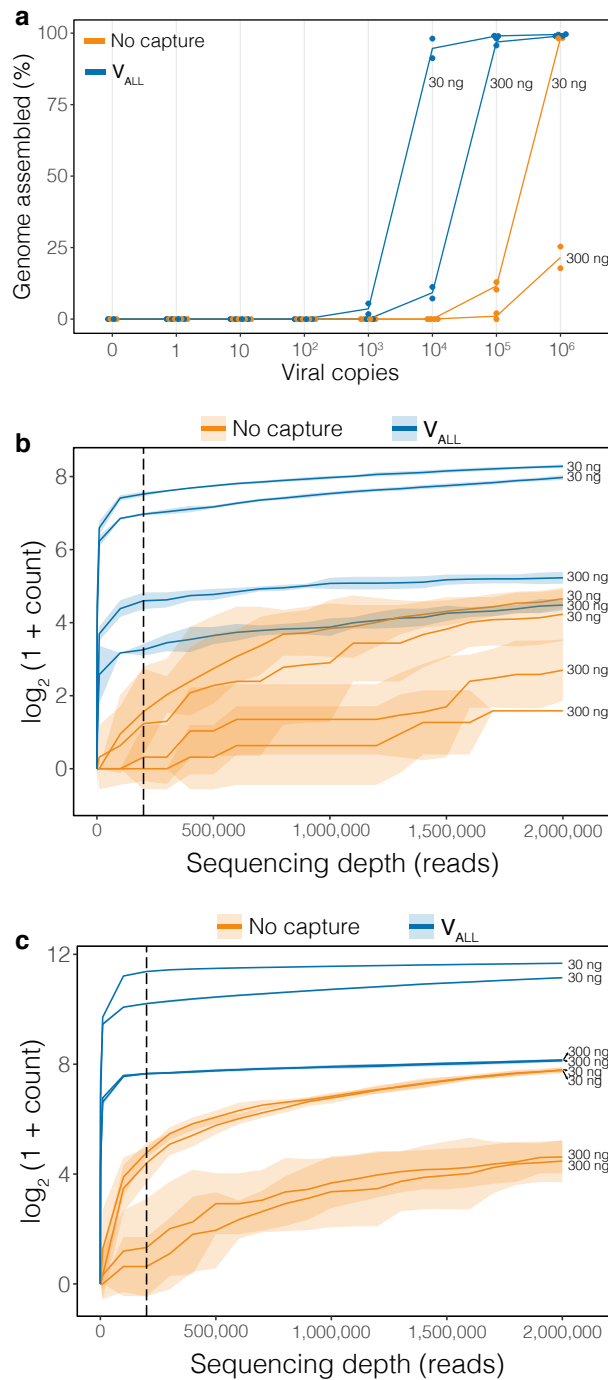 a
No capture
V_ALL
Genome assembled (%)
100
75
50
25
0
30 ng
300 ng
30 ng
300 ng
0
1
10
10²
10³
10⁴
10⁵
10⁶
Viral copies
b
No capture
V_ALL
log₂ (1 + count)
8
6
4
2
0
30 ng
30 ng
300 ng
30 ng
300 ng
30 ng
300 ng
300 ng
0
500,000
1,000,000
1,500,000
2,000,000
Sequencing depth (reads)
c
No capture
V_ALL
log₂ (1 + count)
12
8
4
0
30 ng
30 ng
300 ng
300 ng
30 ng
30 ng
300 ng
300 ng
0
500,000
1,000,000
1,500,000
2,000,000
Sequencing depth (reads)